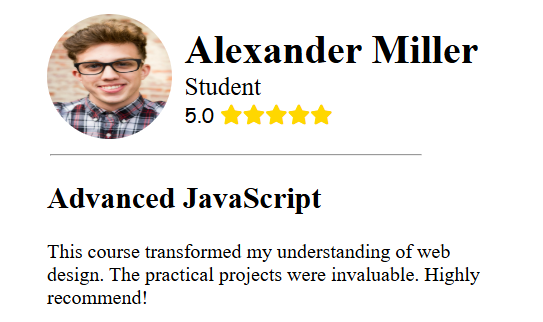 Alexander Miller
Student
5.0 ★★★★★
Advanced JavaScript
This course transformed my understanding of web
design. The practical projects were invaluable. Highly
recommend!